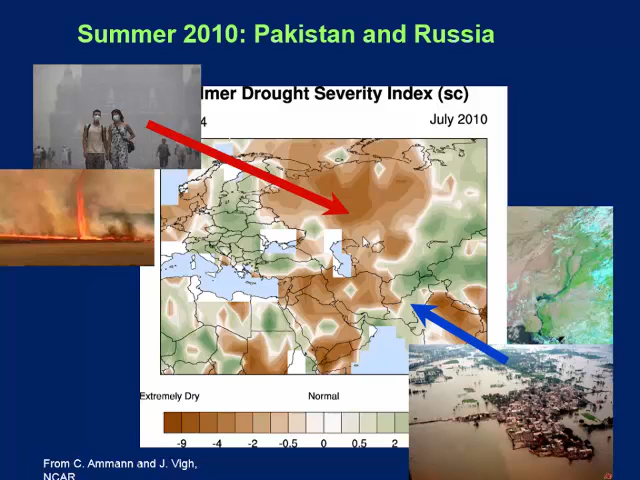 Summer 2010: Pakistan and Russia
lmer Drought Severity Index (sc)
4
July 2010
Extremely Dry
Normal
-9 -4 -2 -0.5 0 0.5 2
From C. Ammann and J. Vigh,
NCAR